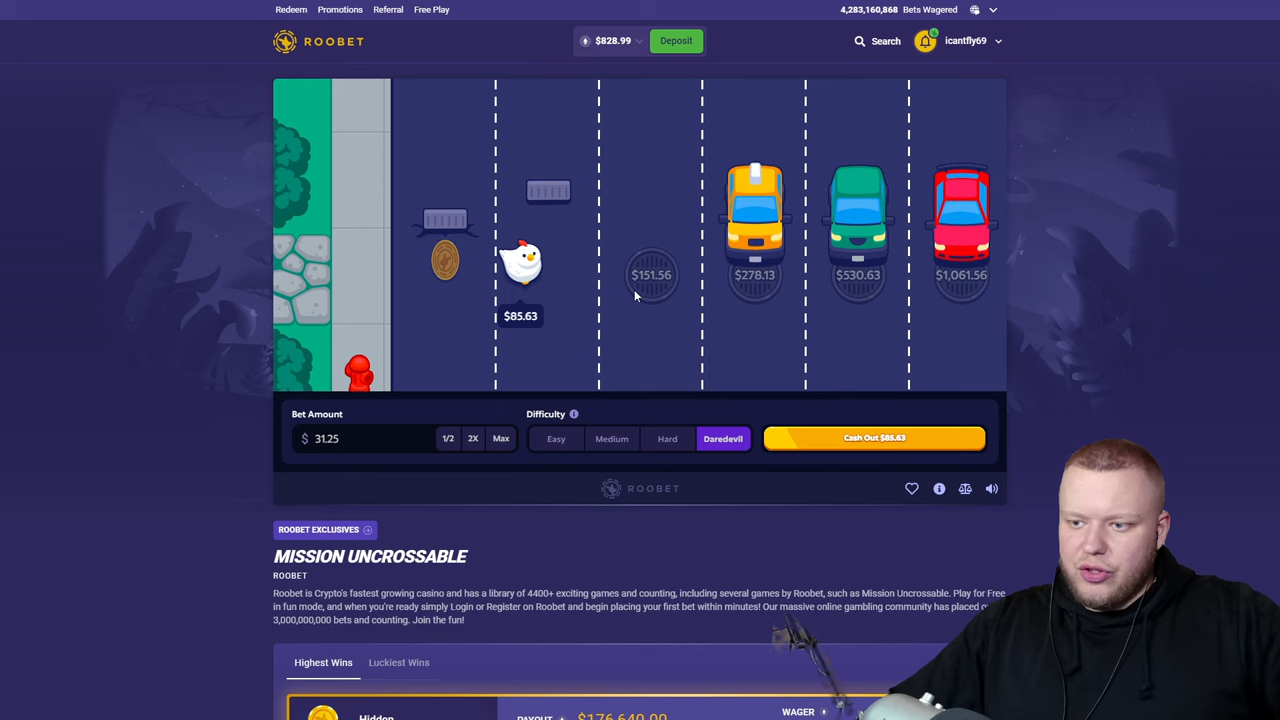 Redeem Promotions Referral Free Play 4,283,160,868 Bets Wagered
ROOBET $828.99 Deposit Search icantfly69
$151.56 $278.13 $530.63 $1,061.56
$85.63
Bet Amount Difficulty
$ 31.25 1/2 2X Max Easy Medium Hard Daredevil Cash Out $85.63
ROOBET
ROOBET EXCLUSIVES
MISSION UNCROSSABLE
ROOBET
Roobet is Crypto's fastest growing casino and has a library of 4400+ exciting games and counting, including several games by Roobet, such as Mission Uncrossable. Play for Free
in fun mode, and when you're ready simply Login or Register on Roobet and begin placing your first bet within minutes! Our massive online gambling community has placed
3,000,000,000 bets and counting. Join the fun!
Highest Wins Luckiest Wins
Hidden PAYOUT $176,640.00 WAGER